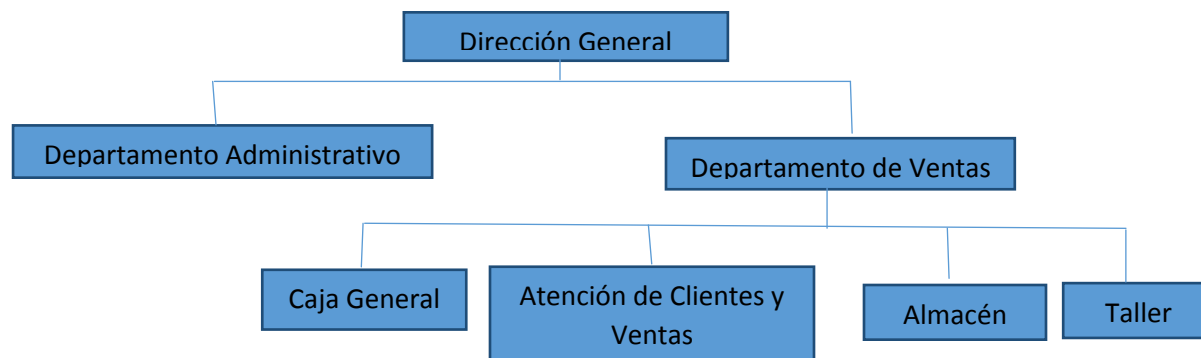 Dirección General
Departamento Administrativo
Departamento de Ventas
Caja General
Atención de Clientes y
Ventas
Almacén
Taller